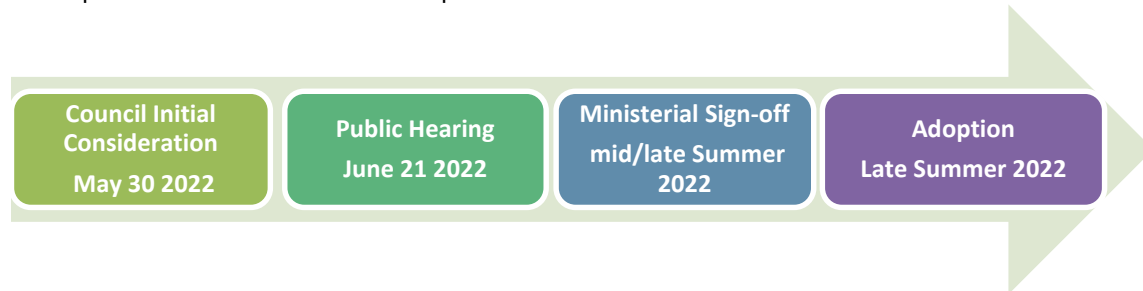 Council Initial
Consideration
May 30 2022
Public Hearing
June 21 2022
Ministerial Sign-off
mid/late Summer
2022
Adoption
Late Summer 2022